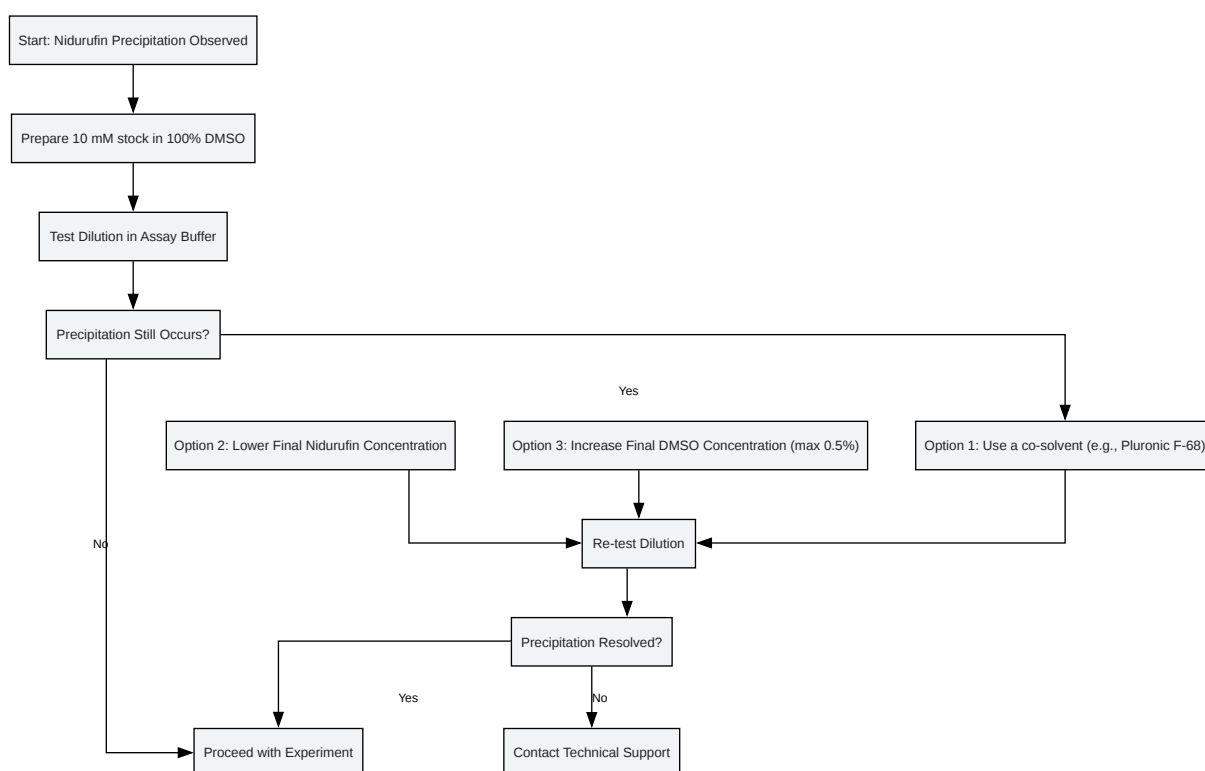 Start: Nidurufin Precipitation Observed
Prepare 10 mM stock in 100% DMSO
Test Dilution in Assay Buffer
Precipitation Still Occurs?
Yes
Option 2: Lower Final Nidurufin Concentration
Option 3: Increase Final DMSO Concentration (max 0.5%)
Option 1: Use a co-solvent (e.g., Pluronic F-68)
No
Re-test Dilution
Precipitation Resolved?
Yes
No
Proceed with Experiment
Contact Technical Support